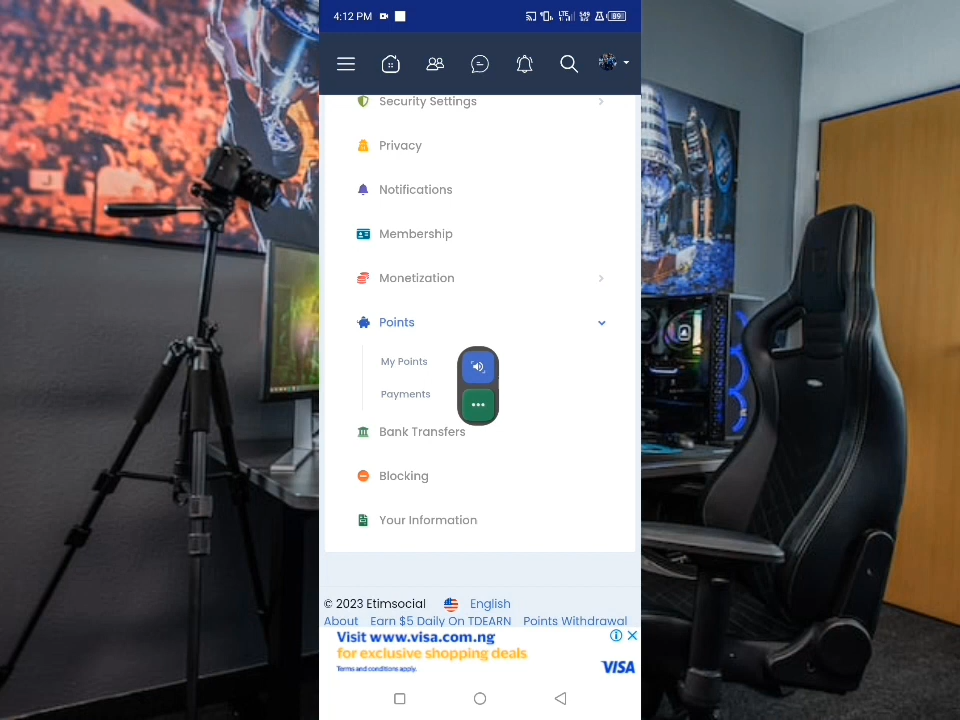 4:12 PM
LTE
89
Security Settings
Privacy
Notifications
Membership
Monetization
Points
My Points
Payments
Bank Transfers
Blocking
Your Information
© 2023 Etimsocial English
About Earn $5 Daily On TDEARN Points Withdrawal
Visit www.visa.com.ng
for exclusive shopping deals
Terms and conditions apply.
VISA